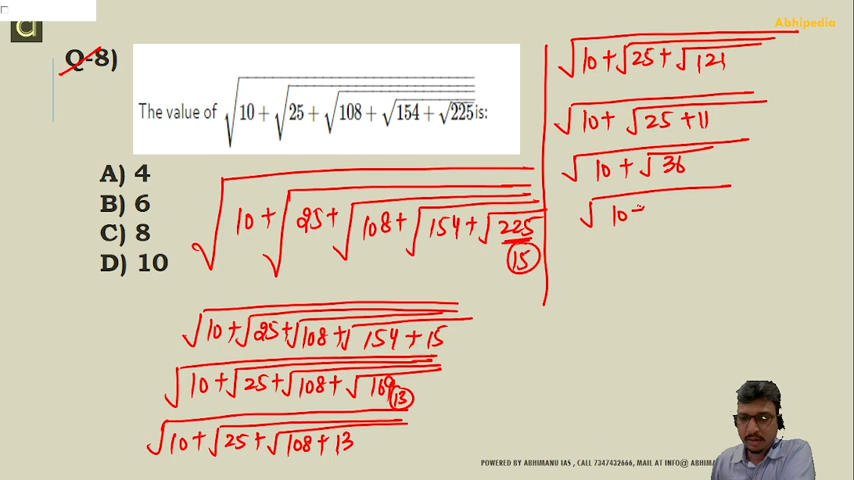 Abhipedia
a
Q-8)
The value of √10 + √25 + √108 + √154 + √225 is:
A) 4
B) 6
C) 8
D) 10
√10 + √25 + √108 + √154 + √225
15
√10 + √25 + √108 + √154 + 15
√10 + √25 + √108 + √169
13
√10 + √25 + √108 + 13
√10 + √25 + √121
√10 + √25 + 11
√10 + √36
√10 -
POWERED BY ABHIMANU IAS , CALL 7347432666, MAIL AT INFO@ ABHIM